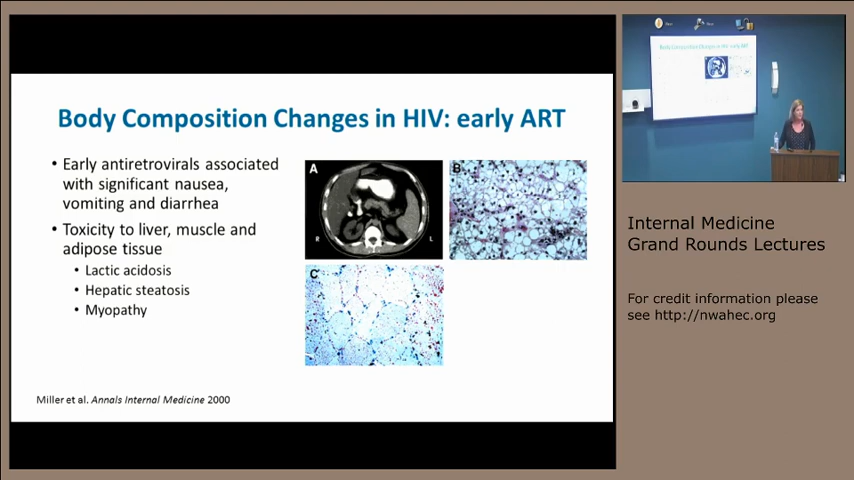 Body Composition Changes in HIV: early ART
• Early antiretrovirals associated
with significant nausea,
vomiting and diarrhea
• Toxicity to liver, muscle and
adipose tissue
• Lactic acidosis
• Hepatic steatosis
• Myopathy
A
R
L
B
C
Miller et al. Annals Internal Medicine 2000
Body Composition Changes in HIV: early ART
Internal Medicine
Grand Rounds Lectures
For credit information please
see http://nwahec.org